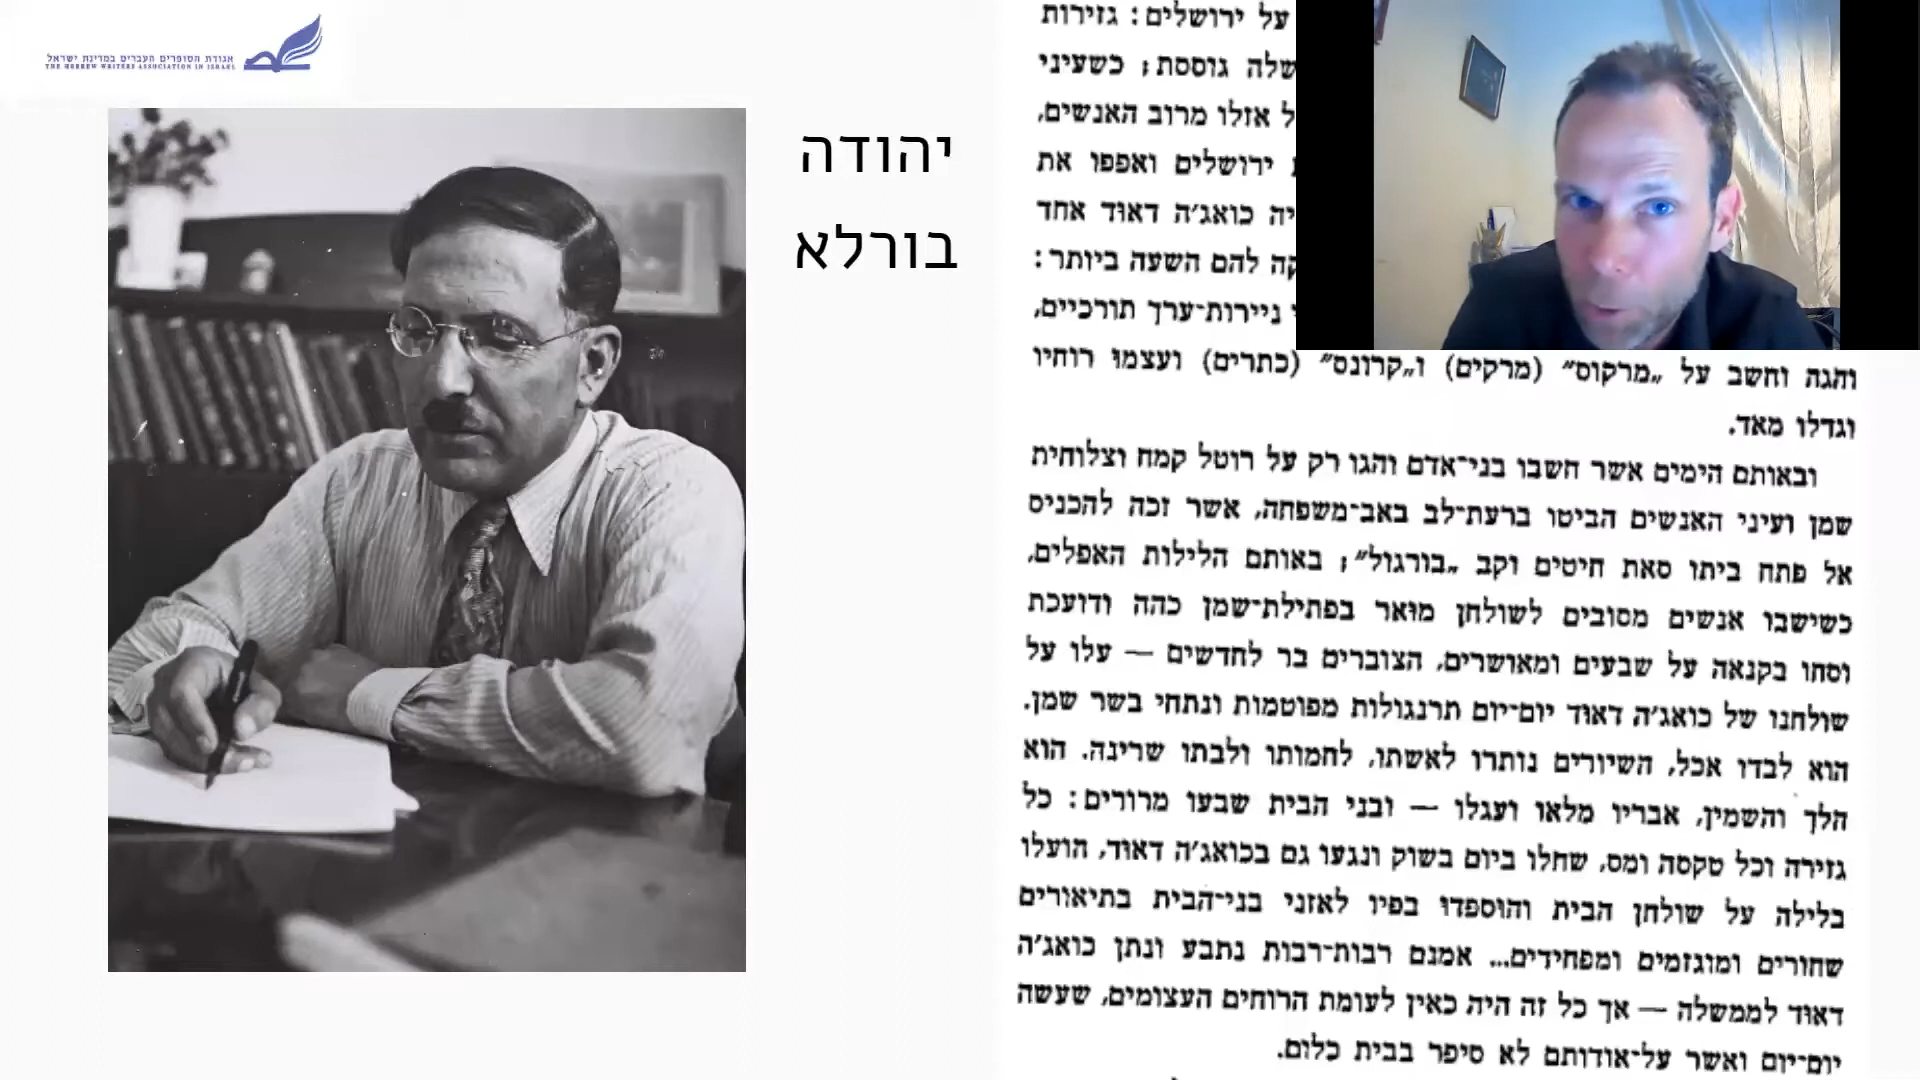 אגודת הסופרים העברים במדינת ישראל
THE HEBREW WRITERS ASSOCIATION IN ISRAEL
יהודה
בורלא
על ירושלים: גזירות
שלה גוססת; כשעיני
ל אזלו מרוב האנשים,
ירושלים ואפפו את
יה כואג׳ה דאוד אחד
קה להם השעה ביותר:
ניירות־ערך תורכיים,
והגה וחשב על „מרקוס״ (מרקים) ו„קרונס״ (כתרים) ועצמו רוחיו
וגדלו מאד.
ובאותם הימים אשר חשבו בני־אדם והגו רק על רוטל קמח וצלוחית
שמן ועיני האנשים הביטו ברעת־לב באב־משפחה, אשר זכה להכניס
אל פתח ביתו סאת חיטים וקב „בורגול״; באותם הלילות האפלים,
כשישבו אנשים מסובים לשולחן מואר בפתילת־שמן כהה ודועכת
וסחו בקנאה על שבעים ומאושרים, הצוברים בר לחדשים — עלו על
שולחנו של כואג׳ה דאוד יום־יום תרנגולות מפוטמות ונתחי בשר שמן.
הוא לבדו אכל, השיורים נותרו לאשתו, לחמותו ולבתו שרינה. הוא
הלך והשמין, אבריו מלאו ועגלו — ובני הבית שבעו מרורים: כל
גזירה וכל טקסה ומס, שחלו ביום בשוק ונגעו גם בכואג׳ה דאוד, הועלו
בלילה על שולחן הבית והוספדו בפיו לאזני בני־הבית בתיאורים
שחורים ומוגזמים ומפחידים... אמנם רבות־רבות נתבע ונתן כואג׳ה
דאוד לממשלה — אך כל זה היה כאין לעומת הרוחים העצומים, שעשה
יום־יום ואשר על־אודותם לא סיפר בבית כלום.